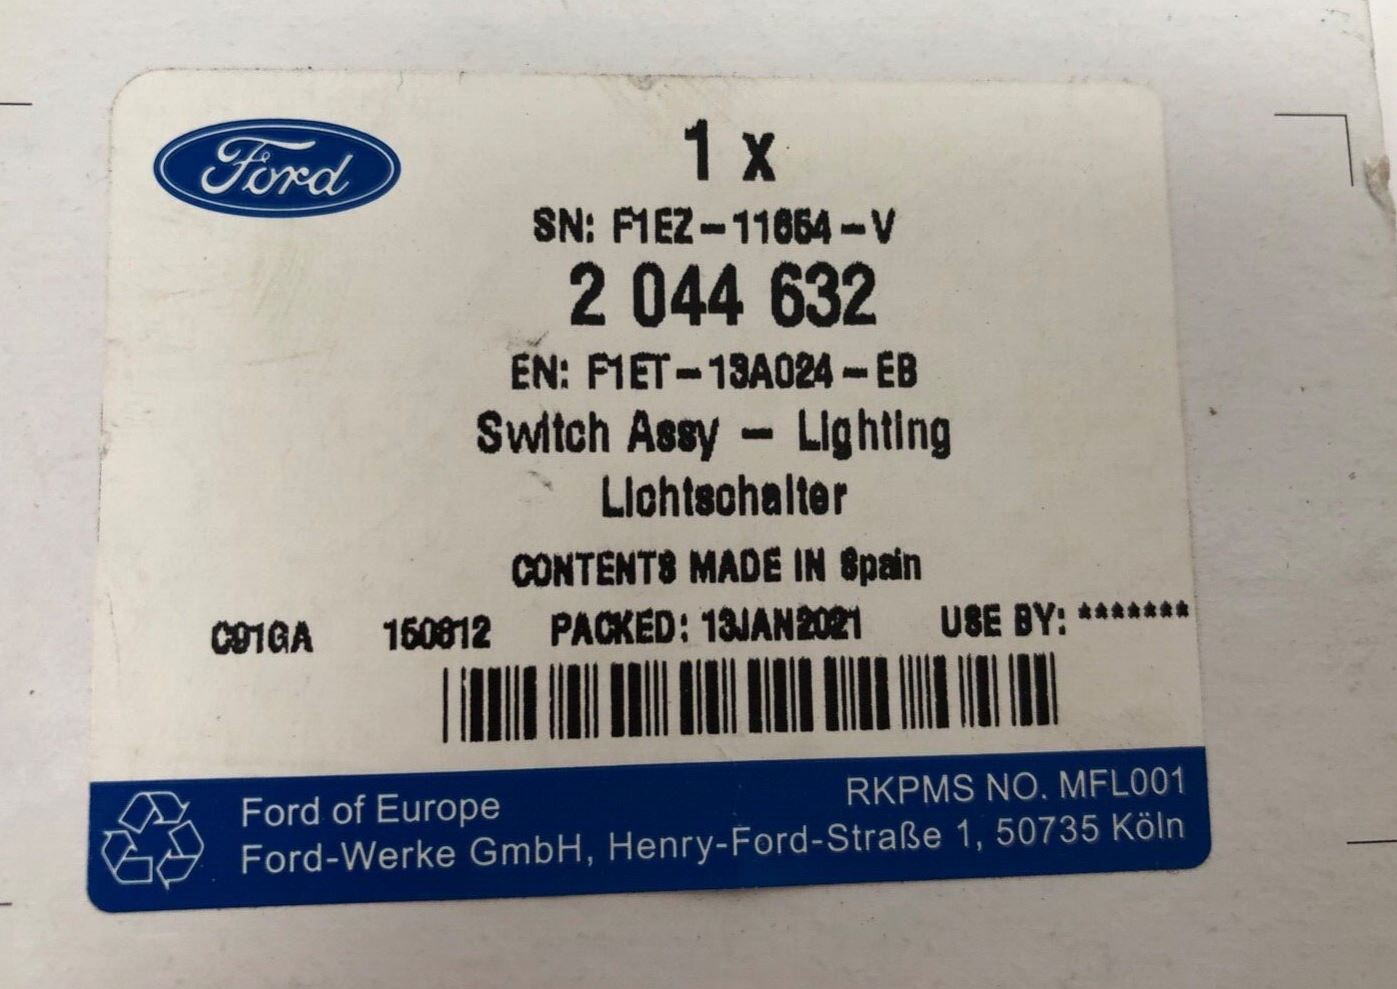 Ford
1 x
SN: F1EZ-11654-V
2 044 632
EN: F1ET-13A024-EB
Switch Assy - Lighting
Lichtschalter
CONTENTS MADE IN Spain
C91GA 150812 PACKED: 13JAN2021 USE BY: *******
Ford of Europe RKPMS NO. MFL001
Ford-Werke GmbH, Henry-Ford-Straße 1, 50735 Köln